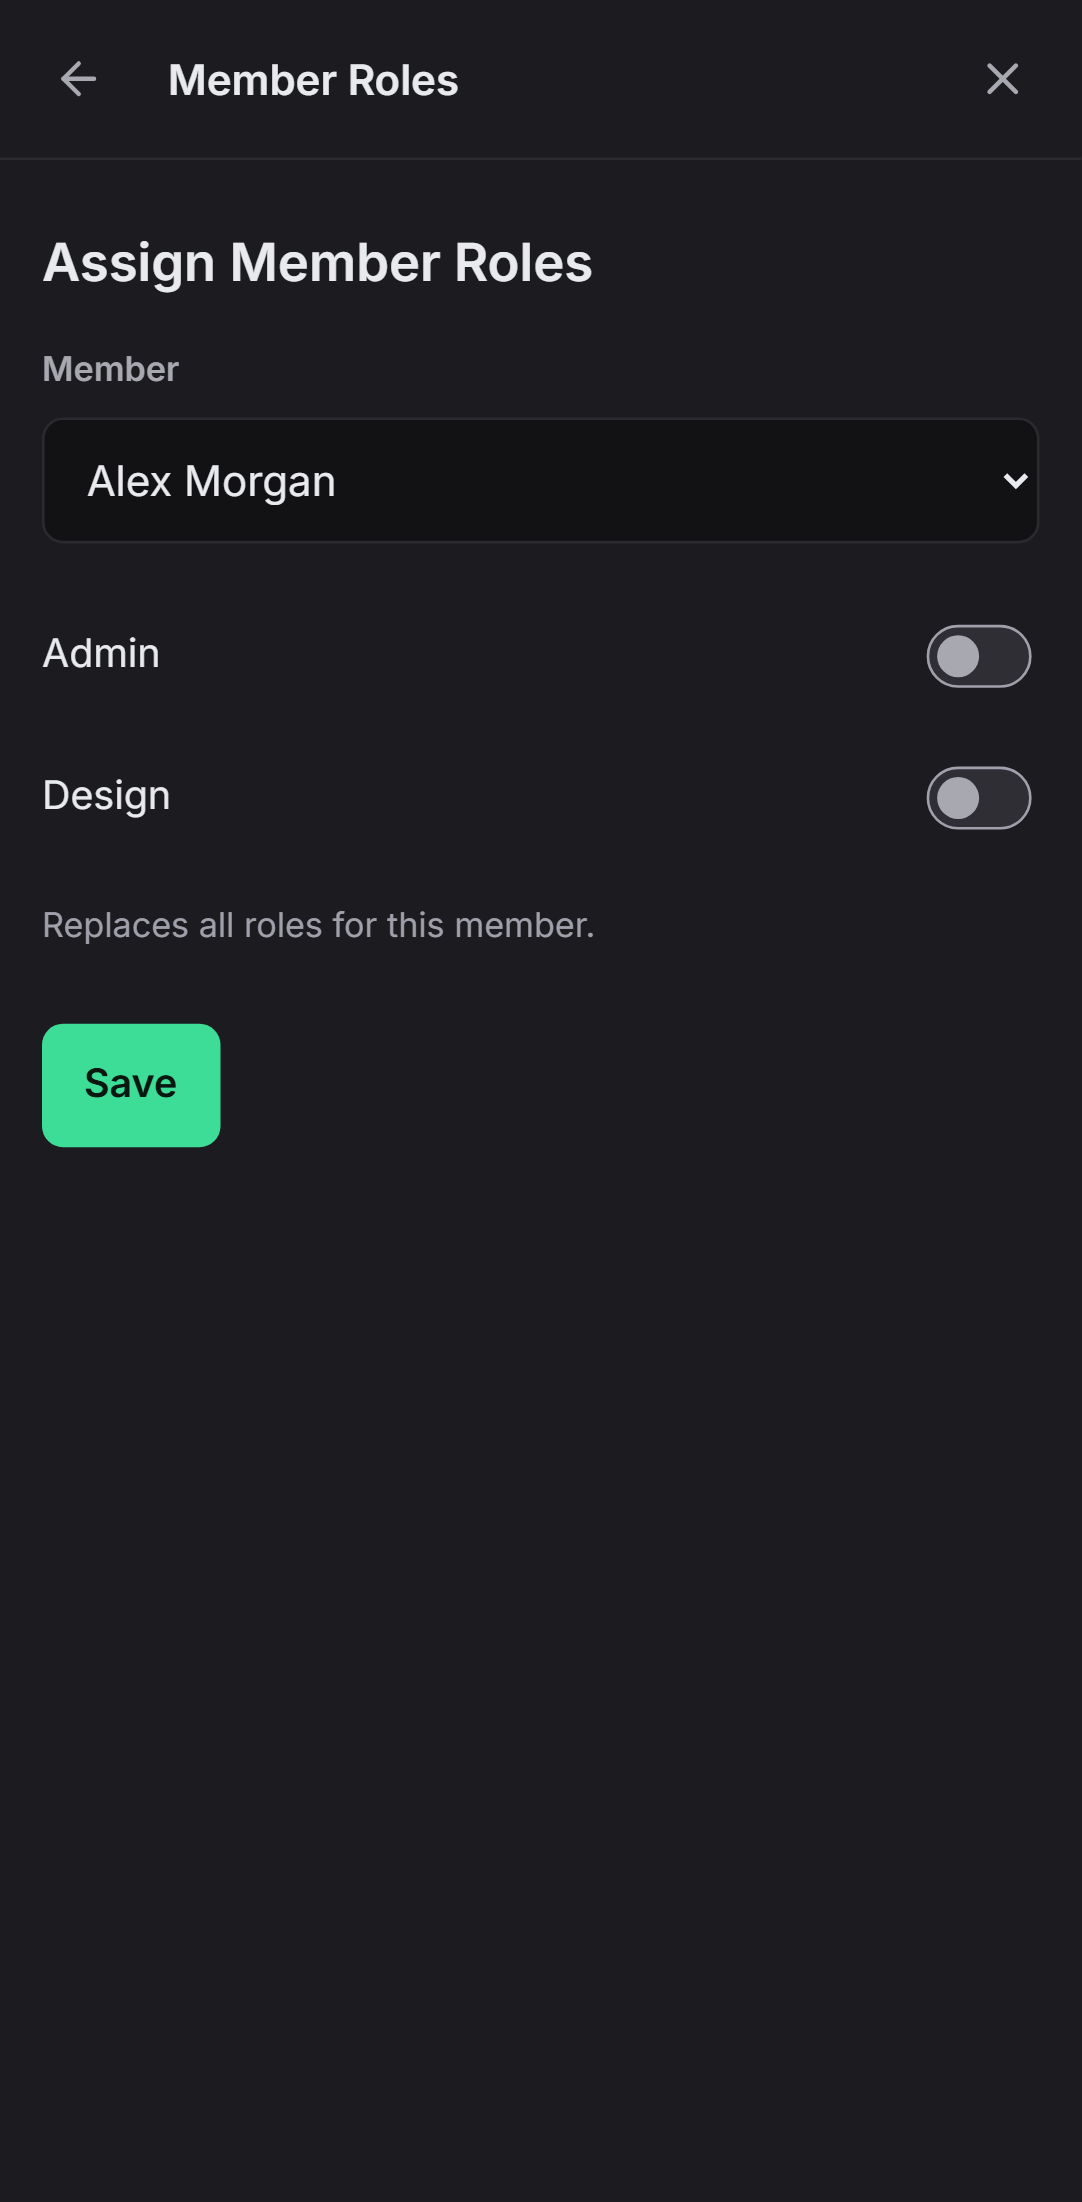 Member Roles
Assign Member Roles
Member
Alex Morgan
Admin
Design
Replaces all roles for this member.
Save